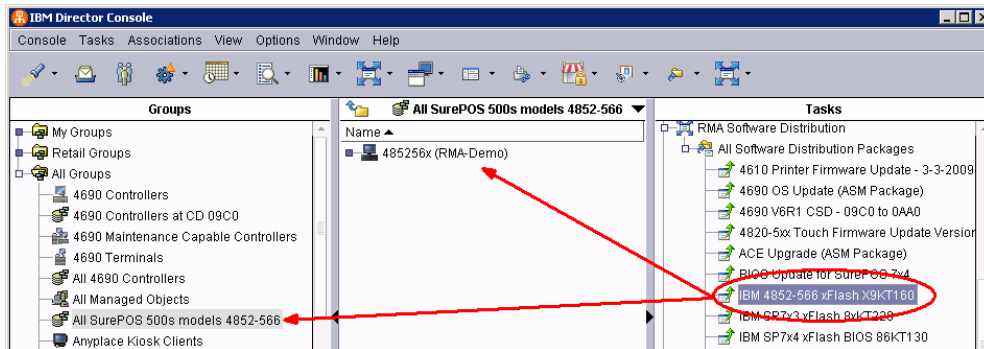 IBM Director Console
Console Tasks Associations View Options Window Help
Groups
My Groups
Retail Groups
All Groups
4690 Controllers
4690 Controllers at CD 09C0
4690 Maintenance Capable Controllers
4690 Terminals
All 4690 Controllers
All Managed Objects
All SurePOS 500s models 4852-566
Anyplace Kiosk Clients
All SurePOS 500s models 4852-566
Name
485256x (RMA-Demo)
Tasks
RMA Software Distribution
All Software Distribution Packages
4610 Printer Firmware Update - 3-3-2009
4690 OS Update (ASM Package)
4690 V6R1 CSD - 09C0 to 0AA0
4820-5xx Touch Firmware Update Version
ACE Upgrade (ASM Package)
BIOS Update for SurePOS 7x4
IBM 4852-566 xFlash X9KT160
IBM SP7x3 xFlash 8xKT220
IBM SP7x4 xFlash BIOS 86KT130